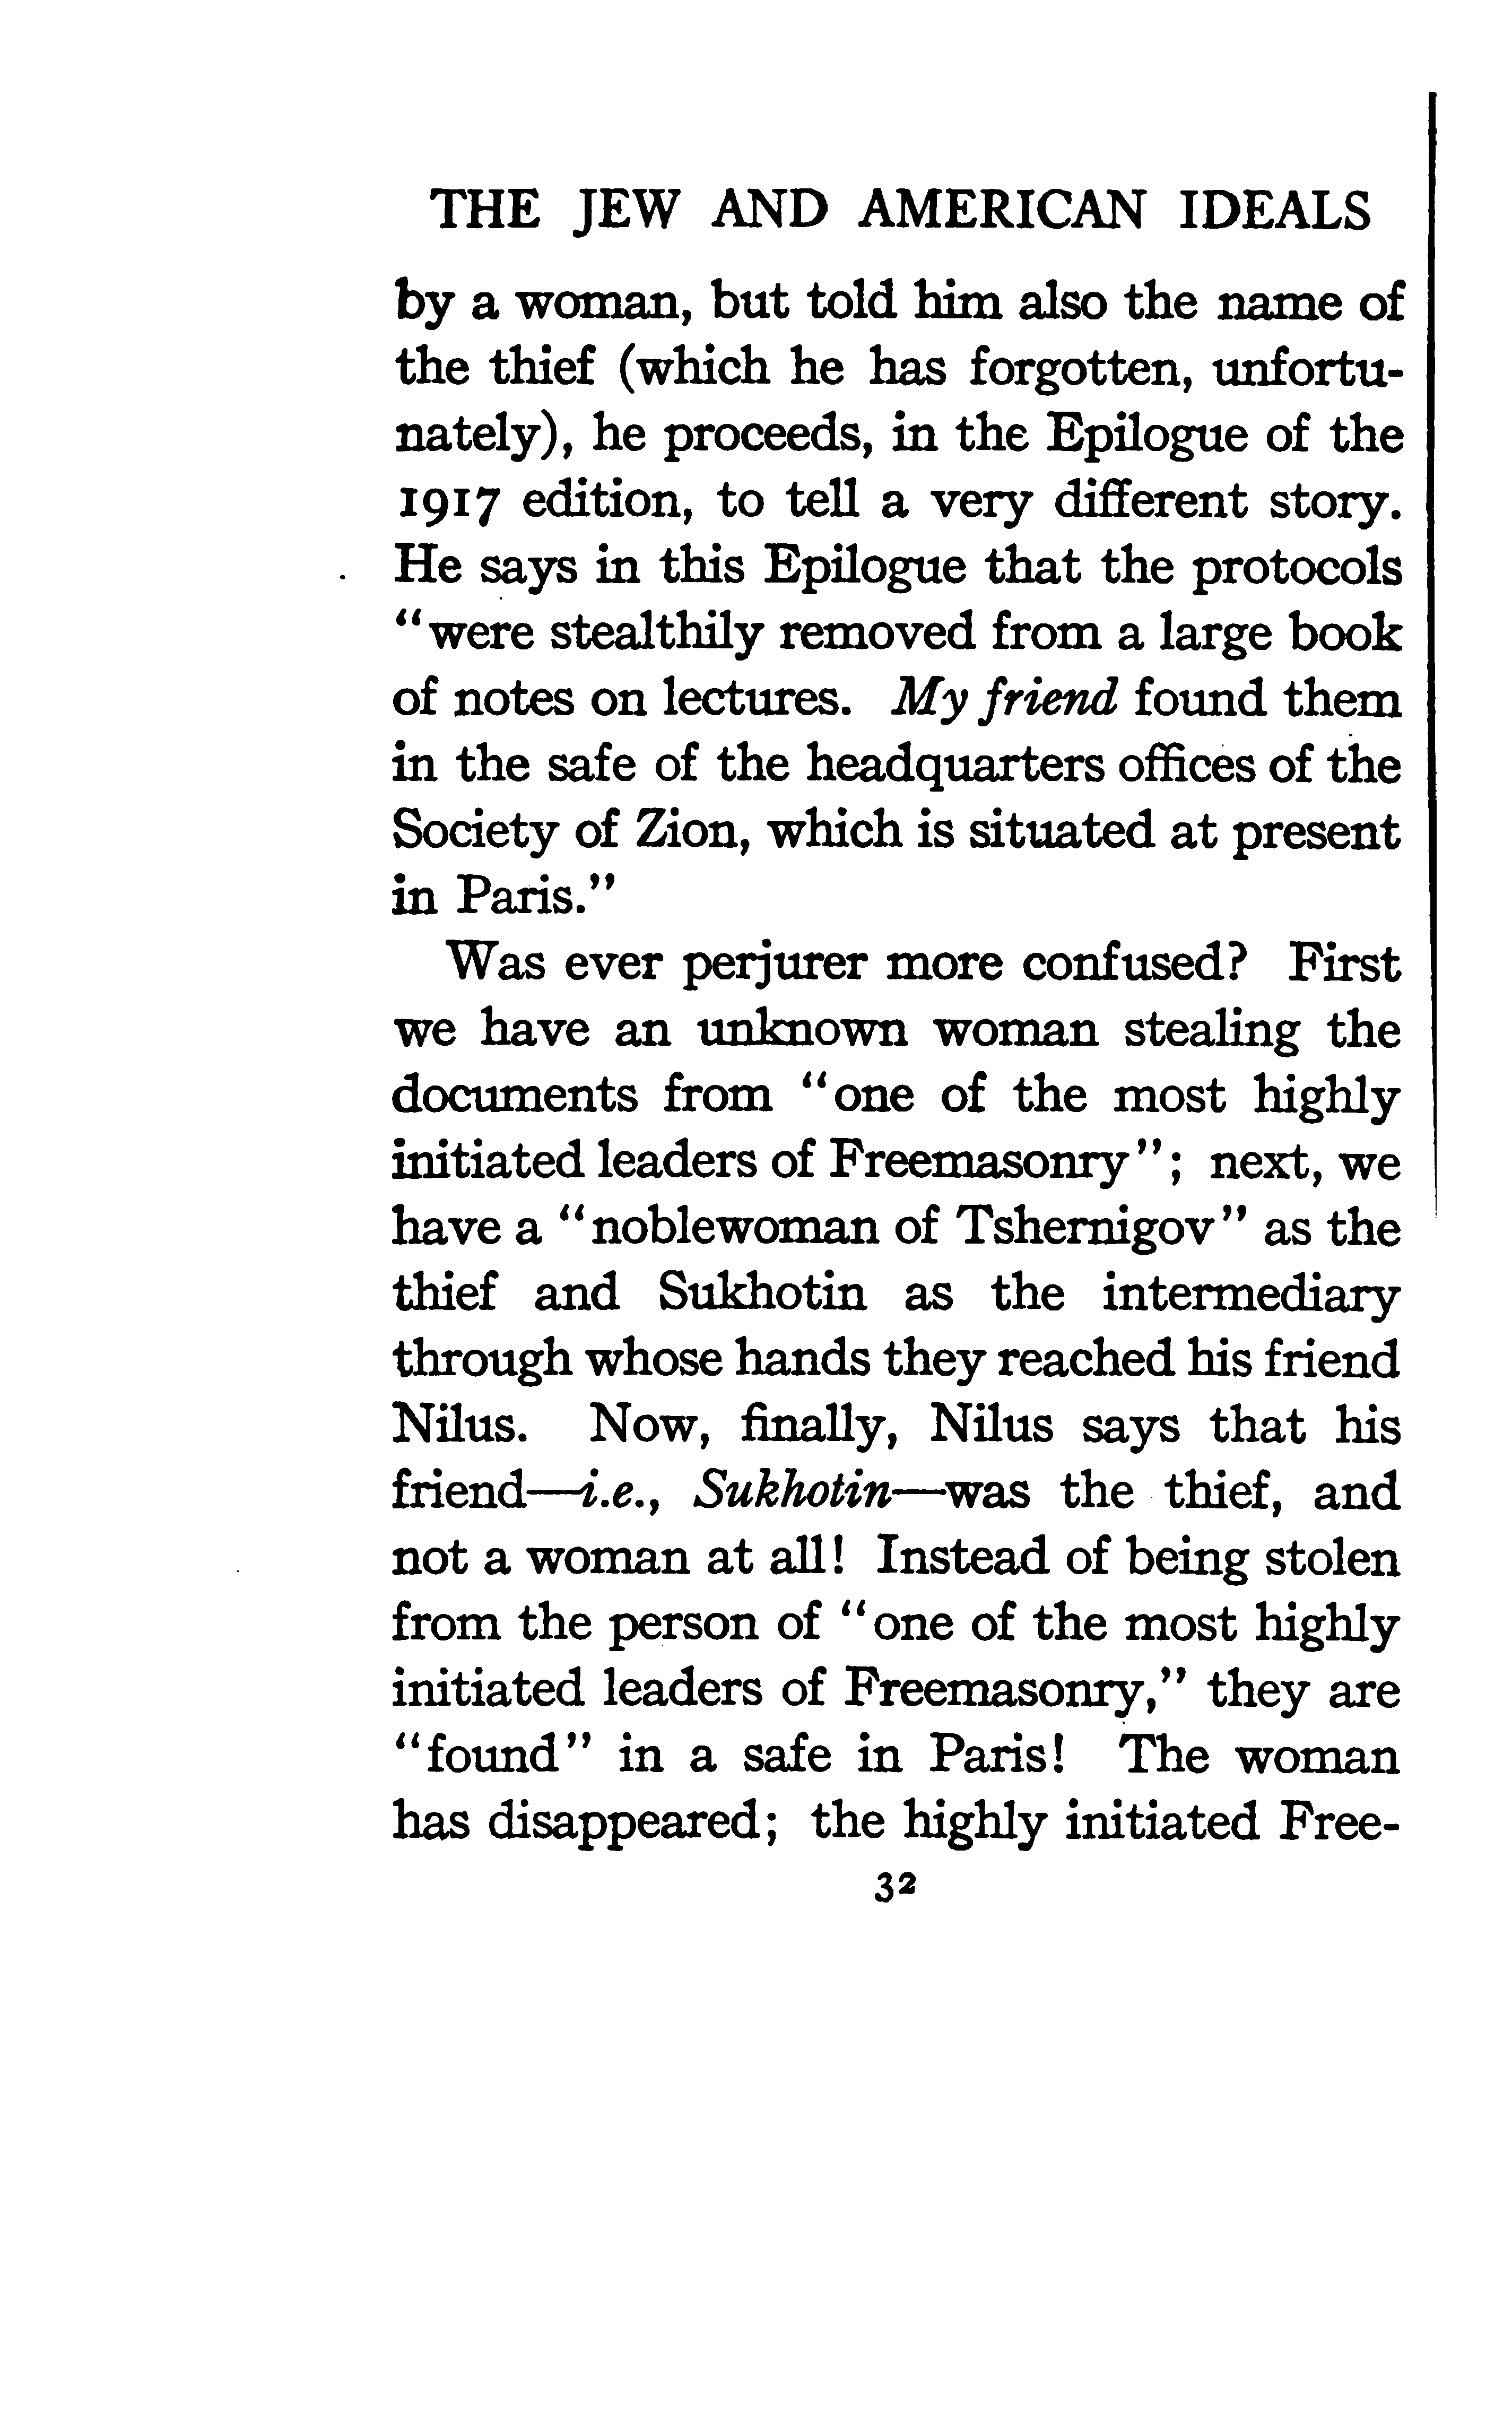 THE JEW AND AMERICAN IDEALS
by a woman, but told him also the name of
the thief (which he has forgotten, unfortu-
nately), he proceeds, in the Epilogue of the
1917 edition, to tell a very different story.
He says in this Epilogue that the protocols
“were stealthily removed from a large book
of notes on lectures. My friend found them
in the safe of the headquarters offices of the
Society of Zion, which is situated at present
in Paris.”
Was ever perjurer more confused? First
we have an unknown woman stealing the
documents from “one of the most highly
initiated leaders of Freemasonry”; next, we
have a “noblewoman of Tshernigov” as the
thief and Sukhotin as the intermediary
through whose hands they reached his friend
Nilus. Now, finally, Nilus says that his
friend—i.e., Sukhotin—was the thief, and
not a woman at all! Instead of being stolen
from the person of “one of the most highly
initiated leaders of Freemasonry,” they are
“found” in a safe in Paris! The woman
has disappeared; the highly initiated Free-
32